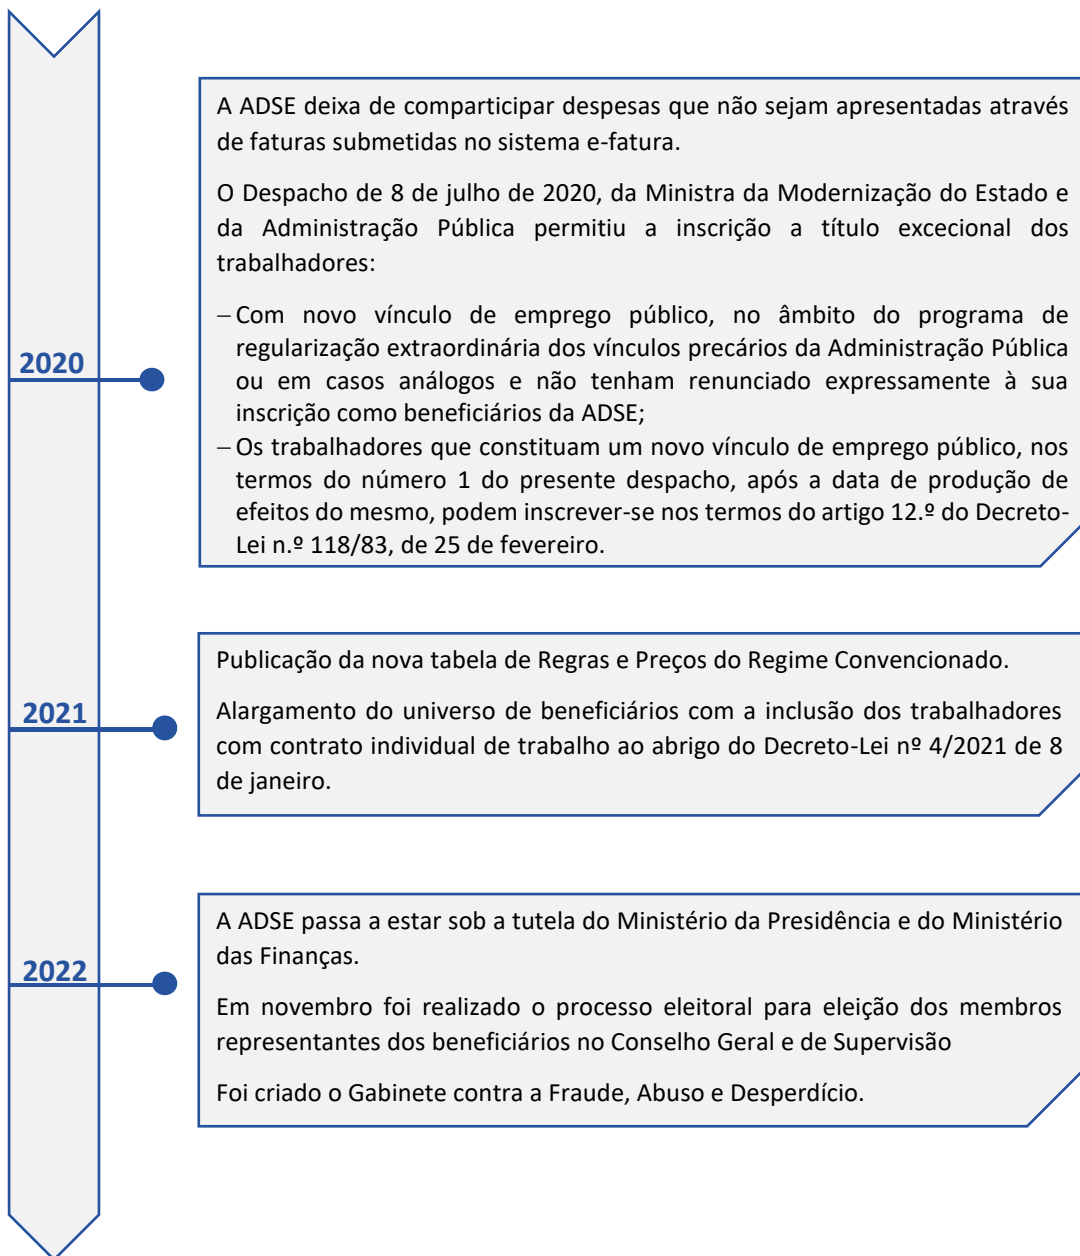 A ADSE deixa de comparticipar despesas que não sejam apresentadas através
de faturas submetidas no sistema e-fatura.
O Despacho de 8 de julho de 2020, da Ministra da Modernização do Estado e
da Administração Pública permitiu a inscrição a título excecional dos
trabalhadores:
– Com novo vínculo de emprego público, no âmbito do programa de
regularização extraordinária dos vínculos precários da Administração Pública
ou em casos análogos e não tenham renunciado expressamente à sua
inscrição como beneficiários da ADSE;
– Os trabalhadores que constituam um novo vínculo de emprego público, nos
termos do número 1 do presente despacho, após a data de produção de
efeitos do mesmo, podem inscrever-se nos termos do artigo 12.º do Decreto-
Lei n.º 118/83, de 25 de fevereiro.
2020
Publicação da nova tabela de Regras e Preços do Regime Convencionado.
Alargamento do universo de beneficiários com a inclusão dos trabalhadores
com contrato individual de trabalho ao abrigo do Decreto-Lei nº 4/2021 de 8
de janeiro.
2021
A ADSE passa a estar sob a tutela do Ministério da Presidência e do Ministério
das Finanças.
Em novembro foi realizado o processo eleitoral para eleição dos membros
representantes dos beneficiários no Conselho Geral e de Supervisão
Foi criado o Gabinete contra a Fraude, Abuso e Desperdício.
2022